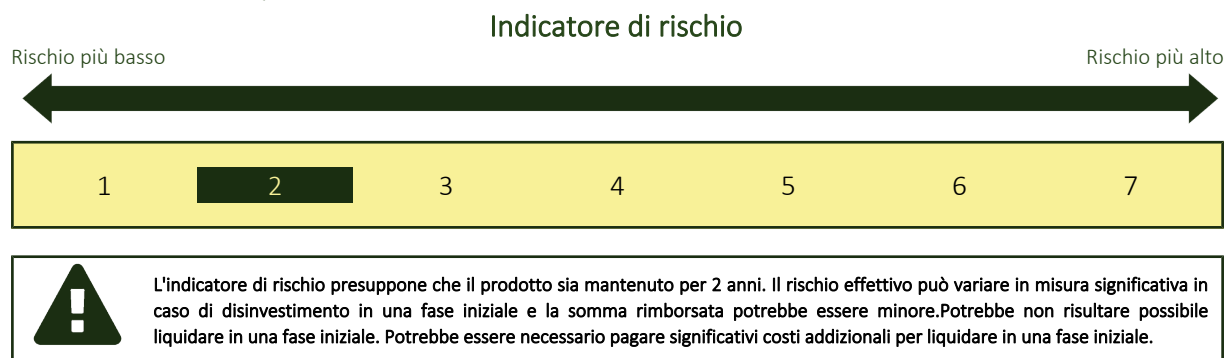 Indicatore di rischio
Rischio più basso
Rischio più alto
1 2 3 4 5 6 7
L'indicatore di rischio presuppone che il prodotto sia mantenuto per 2 anni. Il rischio effettivo può variare in misura significativa in
caso di disinvestimento in una fase iniziale e la somma rimborsata potrebbe essere minore.Potrebbe non risultare possibile
liquidare in una fase iniziale. Potrebbe essere necessario pagare significativi costi addizionali per liquidare in una fase iniziale.